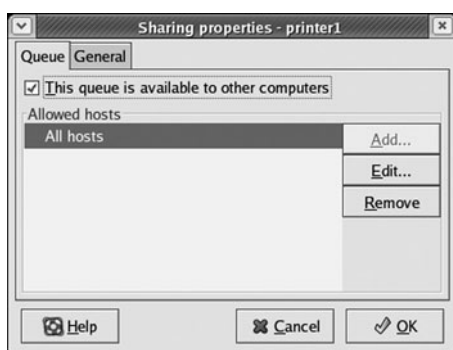 Sharing properties - printer1
Queue General
This queue is available to other computers
Allowed hosts
All hosts
Add...
Edit...
Remove
Help
Cancel
OK